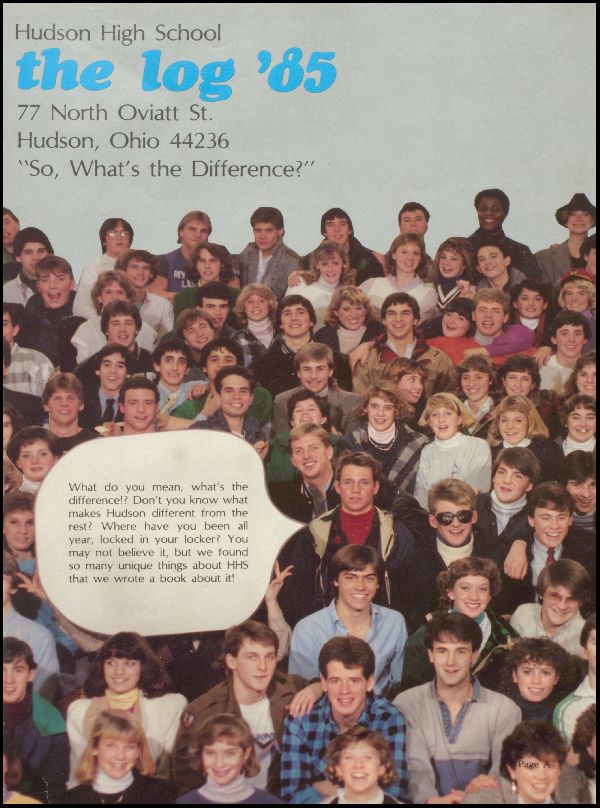 Hudson High School
the log '85
77 North Oviatt St.
Hudson, Ohio 44236
"So, What's the Difference?"
What do you mean, what's the
difference!? Don't you know what
makes Hudson different from the
rest? Where have you been all
year, locked in your locker? You
may not believe it, but we found
so many unique things about HHS
that we wrote a book about it!
MY
Page A